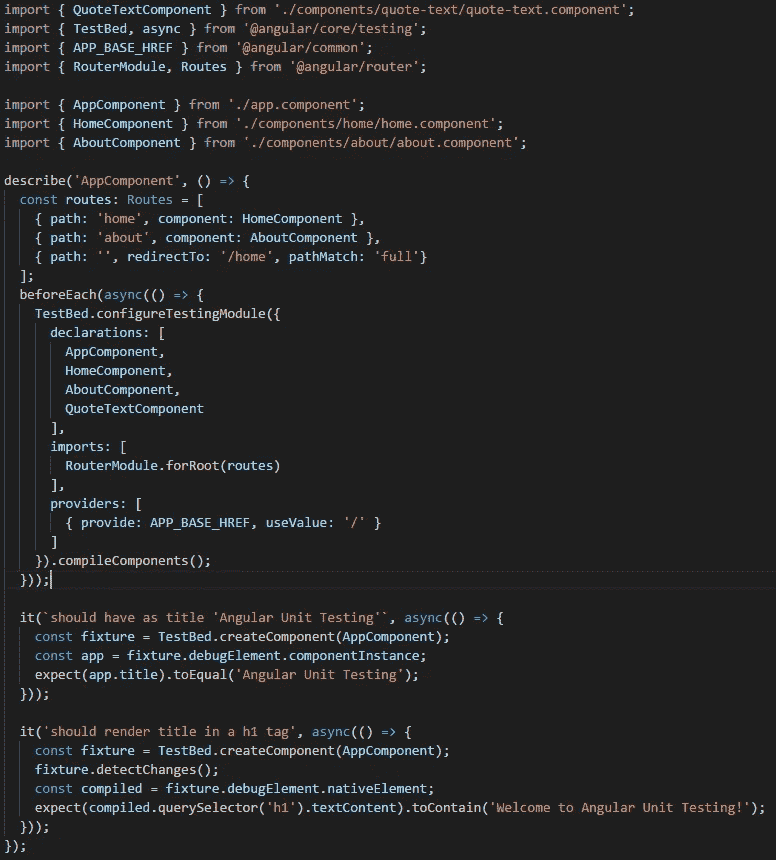 import { QuoteTextComponent } from './components/quote-text/quote-text.component';
import { TestBed, async } from '@angular/core/testing';
import { APP_BASE_HREF } from '@angular/common';
import { RouterModule, Routes } from '@angular/router';

import { AppComponent } from './app.component';
import { HomeComponent } from './components/home/home.component';
import { AboutComponent } from './components/about/about.component';

describe('AppComponent', () => {
  const routes: Routes = [
    { path: 'home', component: HomeComponent },
    { path: 'about', component: AboutComponent },
    { path: '', redirectTo: '/home', pathMatch: 'full'}
  ];
  beforeEach(async(() => {
    TestBed.configureTestingModule({
      declarations: [
        AppComponent,
        HomeComponent,
        AboutComponent,
        QuoteTextComponent
      ],
      imports: [
        RouterModule.forRoot(routes)
      ],
      providers: [
        { provide: APP_BASE_HREF, useValue: '/' }
      ]
    }).compileComponents();
  }));

  it(`should have as title 'Angular Unit Testing'`, async(() => {
    const fixture = TestBed.createComponent(AppComponent);
    const app = fixture.debugElement.componentInstance;
    expect(app.title).toEqual('Angular Unit Testing');
  }));

  it('should render title in a h1 tag', async(() => {
    const fixture = TestBed.createComponent(AppComponent);
    fixture.detectChanges();
    const compiled = fixture.debugElement.nativeElement;
    expect(compiled.querySelector('h1').textContent).toContain('Welcome to Angular Unit Testing!');
  }));
});